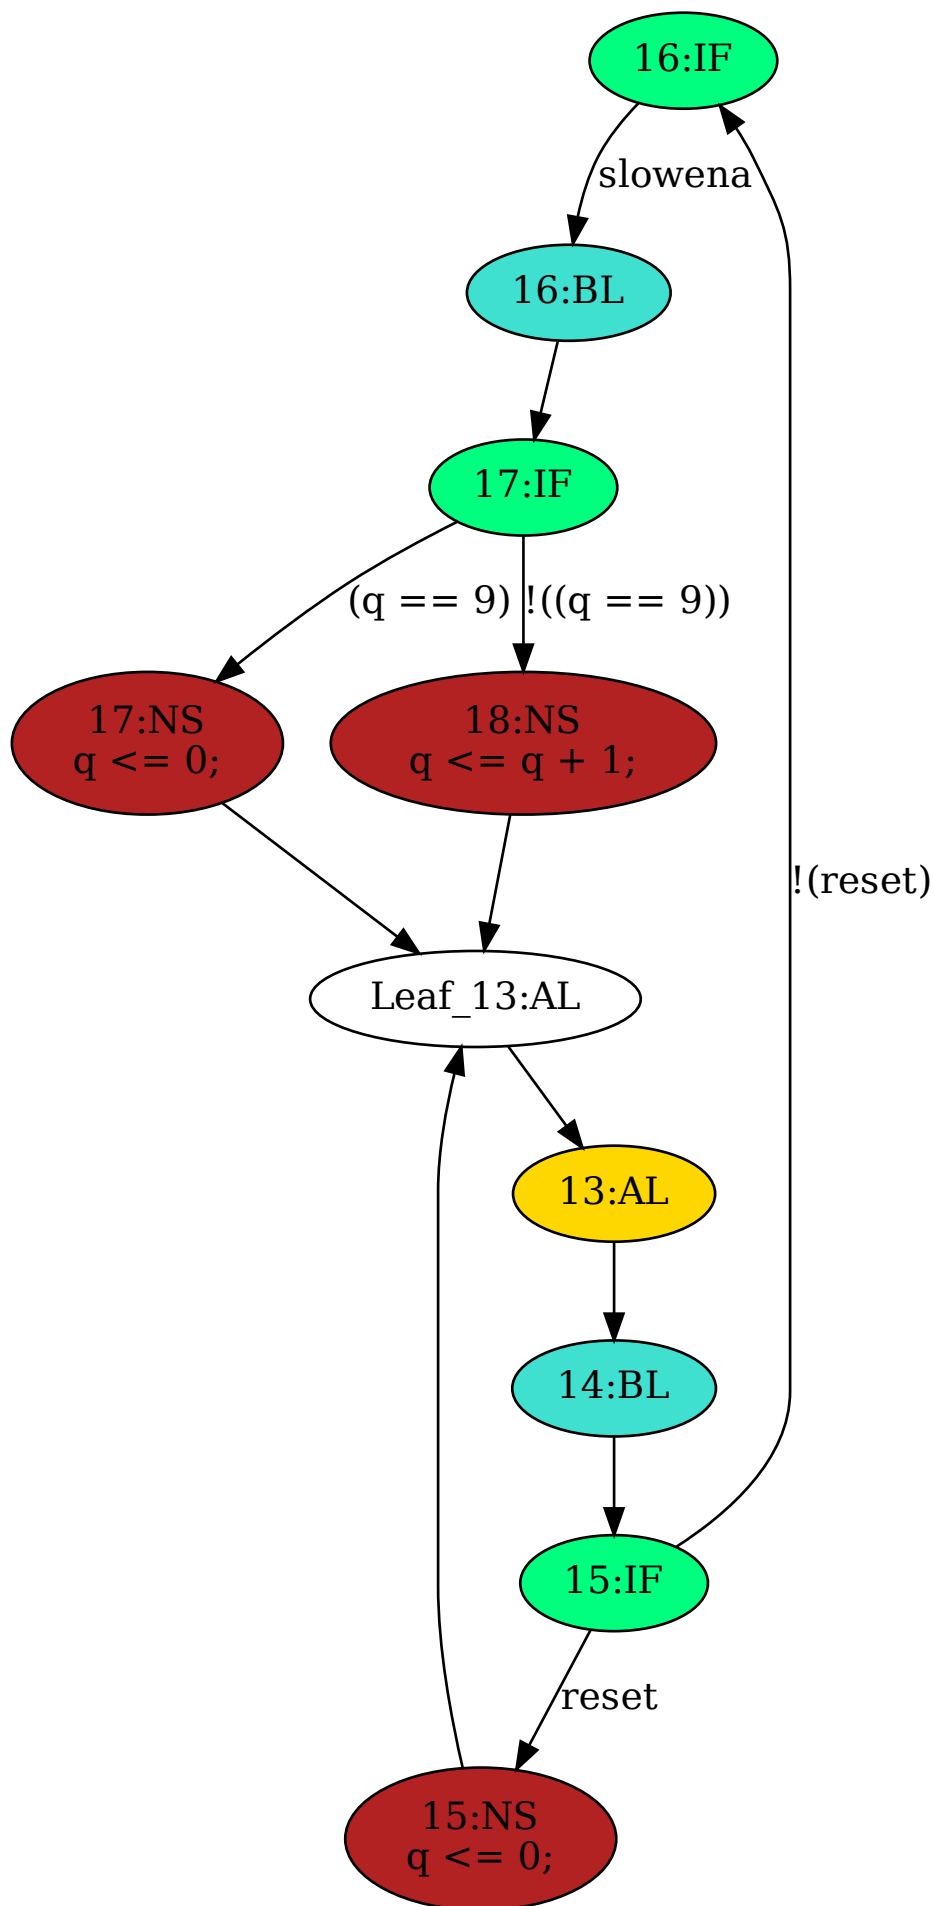 16:IF
slowena
16:BL
17:IF
(q == 9)
!((q == 9))
17:NS
q <= 0;
18:NS
q <= q + 1;
!(reset)
Leaf_13:AL
13:AL
14:BL
15:IF
reset
15:NS
q <= 0;